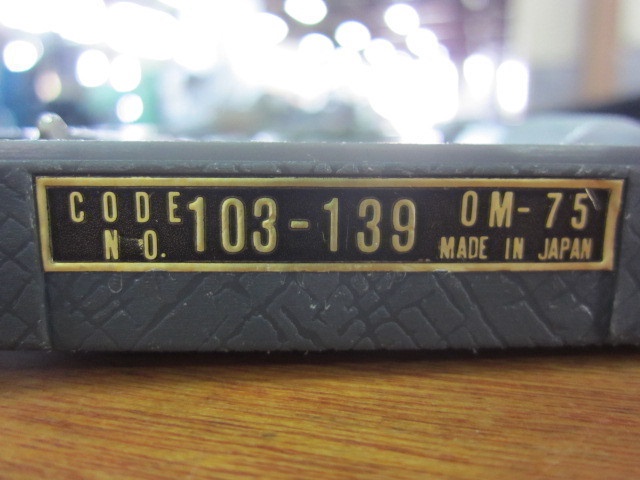 CODE NO. 103-139 OM-75
MADE IN JAPAN